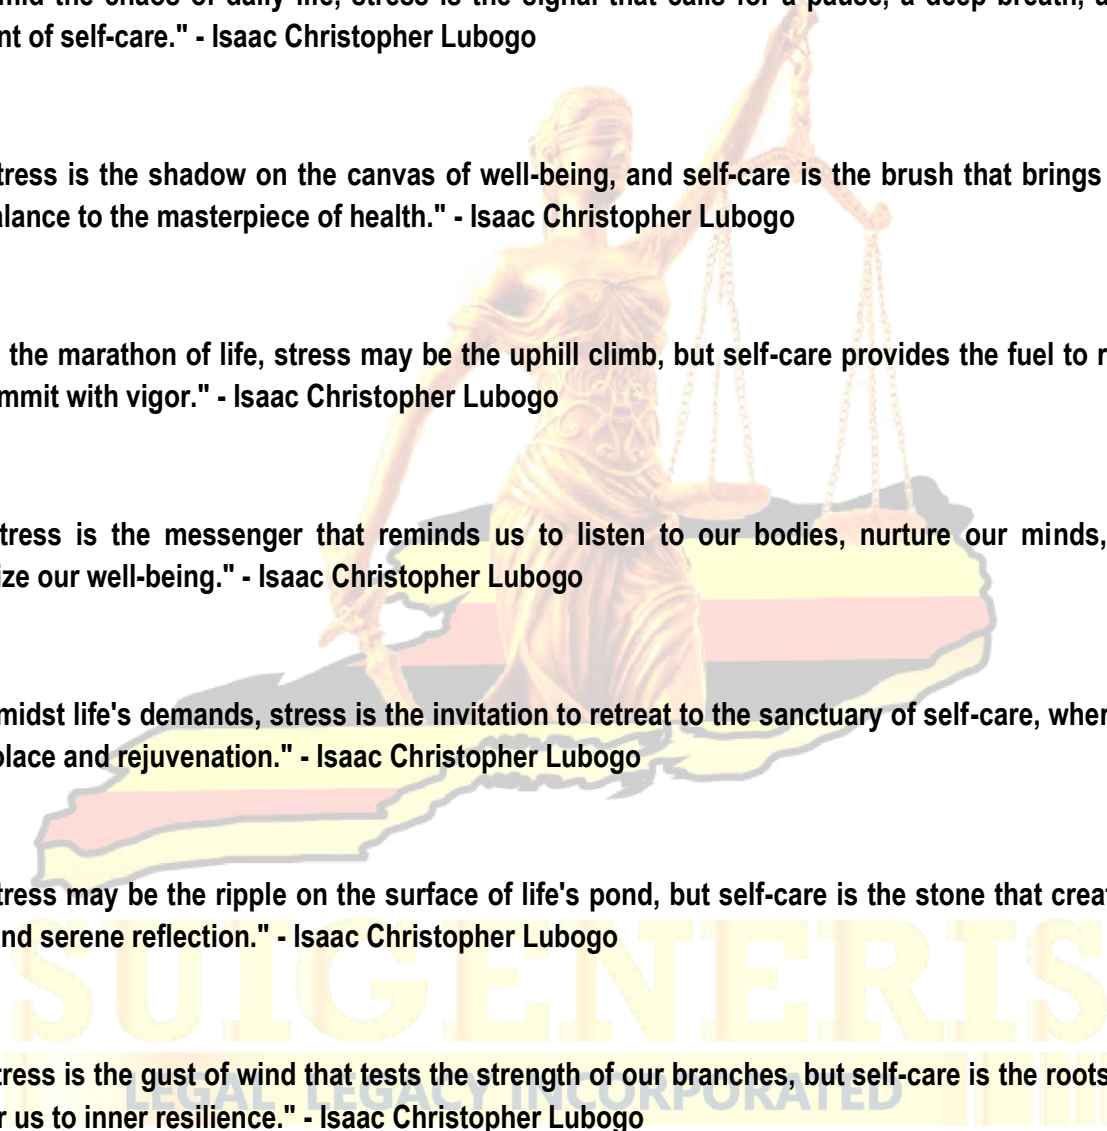 the chaos of daily life, stress is the signal that calls for a pause, a deep breath,
nt of self-care." - Isaac Christopher Lubogo
tress is the shadow on the canvas of well-being, and self-care is the brush that brings
alance to the masterpiece of health." - Isaac Christopher Lubogo
the marathon of life, stress may be the uphill climb, but self-care provides the fuel to r
mmit with vigor." - Isaac Christopher Lubogo
tress is the messenger that reminds us to listen to our bodies, nurture our minds,
ize our well-being." - Isaac Christopher Lubogo
midst life's demands, stress is the invitation to retreat to the sanctuary of self-care, wher
olace and rejuvenation." - Isaac Christopher Lubogo
tress may be the ripple on the surface of life's pond, but self-care is the stone that creat
nd serene reflection." - Isaac Christopher Lubogo
SUIGENERIS
tress is the gust of wind that tests the strength of our branches, but self-care is the roots
LEGAL LEGACY INCORPORATED
r us to inner resilience." - Isaac Christopher Lubogo